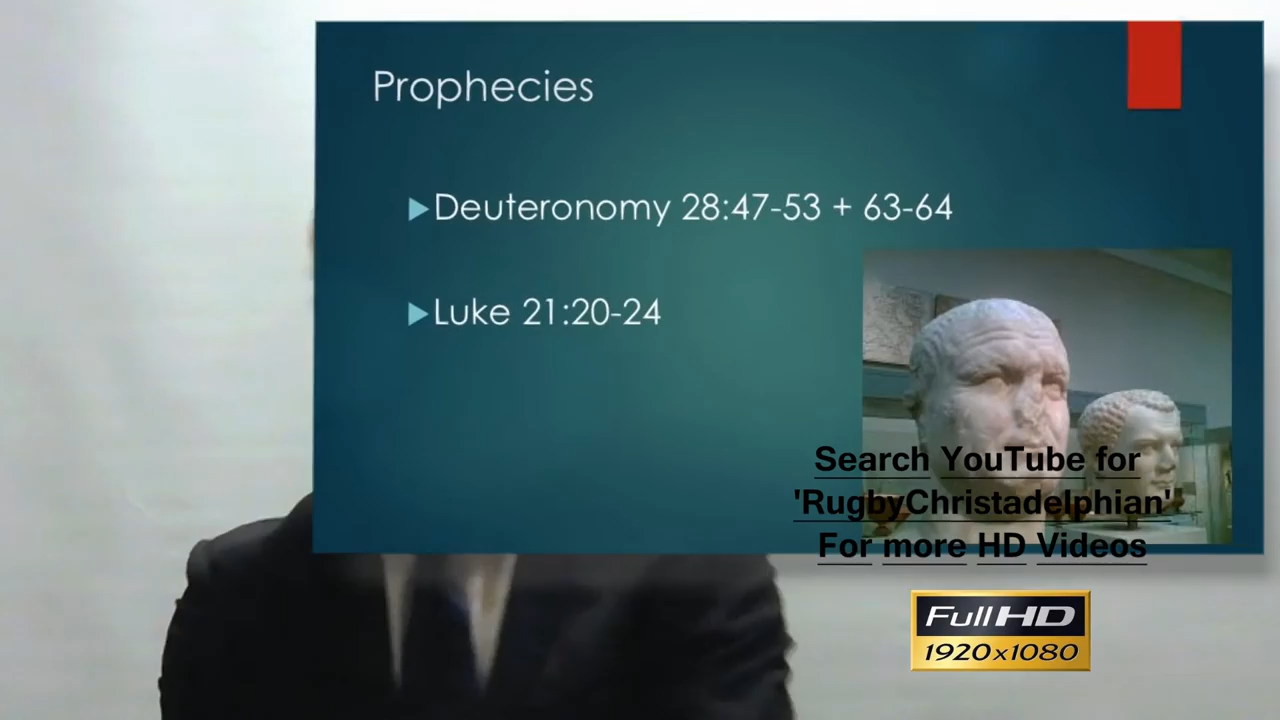 Prophecies
Deuteronomy 28:47-53 + 63-64
Luke 21:20-24
Search YouTube for
'RugbyChristadelphian'
For more HD Videos
Full HD
1920x1080